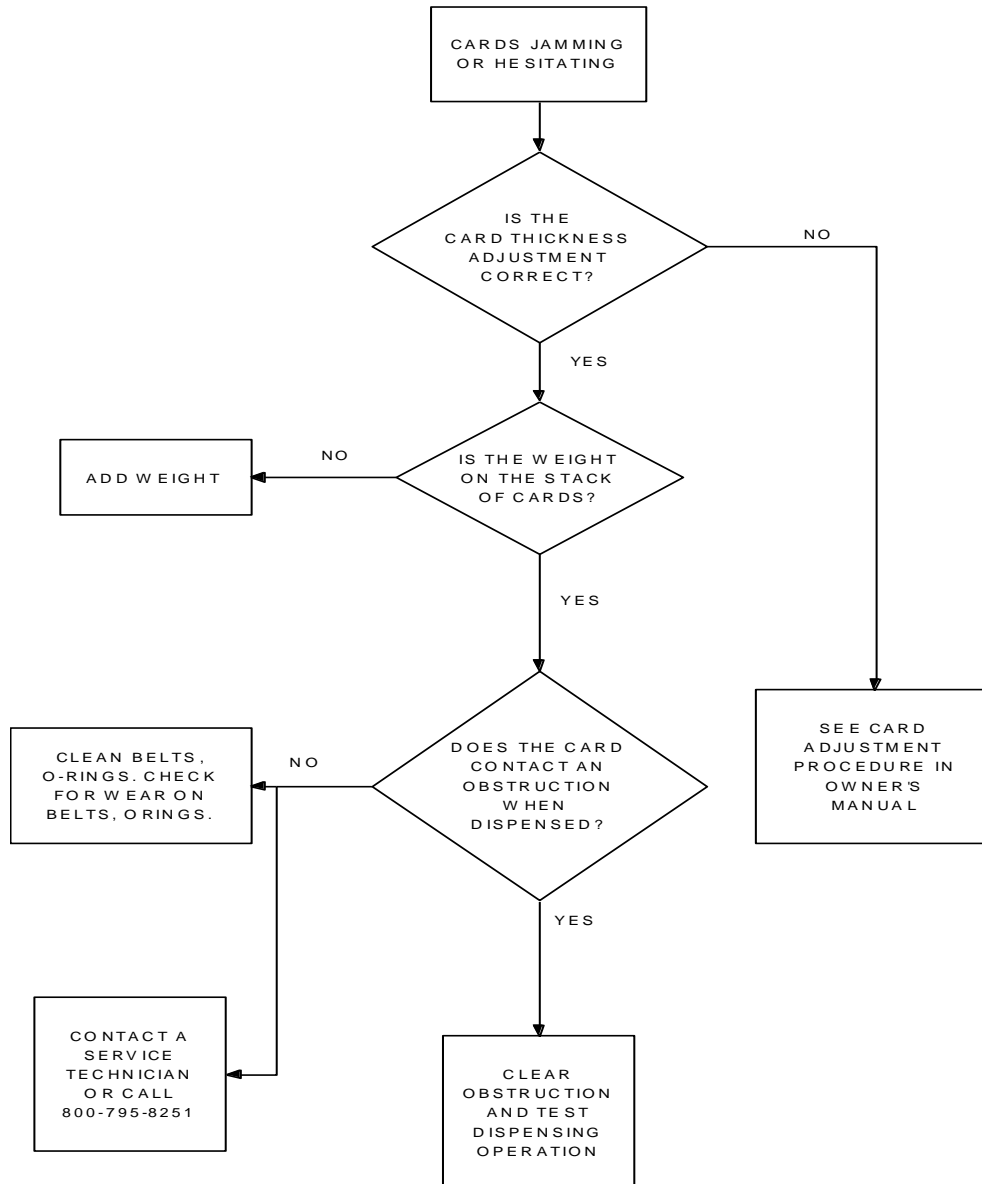 CARDS JAMMING
OR HESITATING
IS THE
CARD THICKNESS
ADJUSTMENT
CORRECT?
NO
YES
NO
IS THE WEIGHT
ON THE STACK
OF CARDS?
ADD WEIGHT
YES
DOES THE CARD
CONTACT AN
OBSTRUCTION
WHEN
DISPENSED?
NO
CLEAN BELTS,
O-RINGS. CHECK
FOR WEAR ON
BELTS, ORINGS.
SEE CARD
ADJUSTMENT
PROCEDURE IN
OWNER'S
MANUAL
YES
CONTACT A
SERVICE
TECHNICIAN
OR CALL
800-795-8251
CLEAR
OBSTRUCTION
AND TEST
DISPENSING
OPERATION